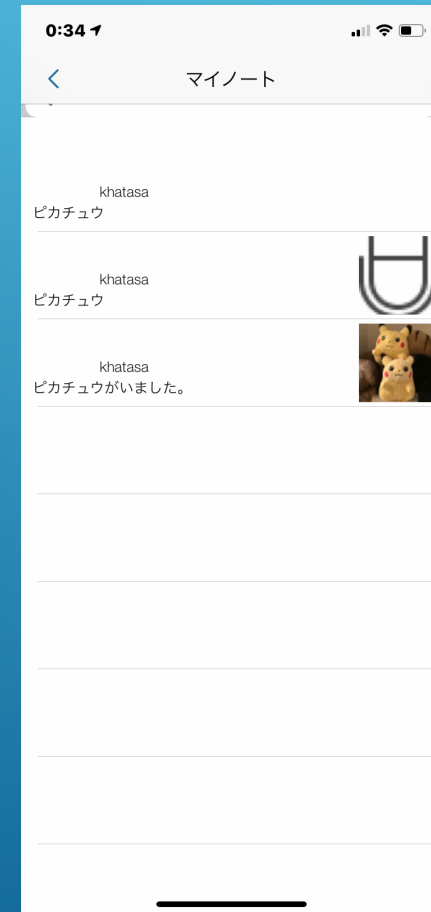 0:34
マイノート
khatasa
ピカチュウ
khatasa
ピカチュウ
khatasa
ピカチュウがいました。